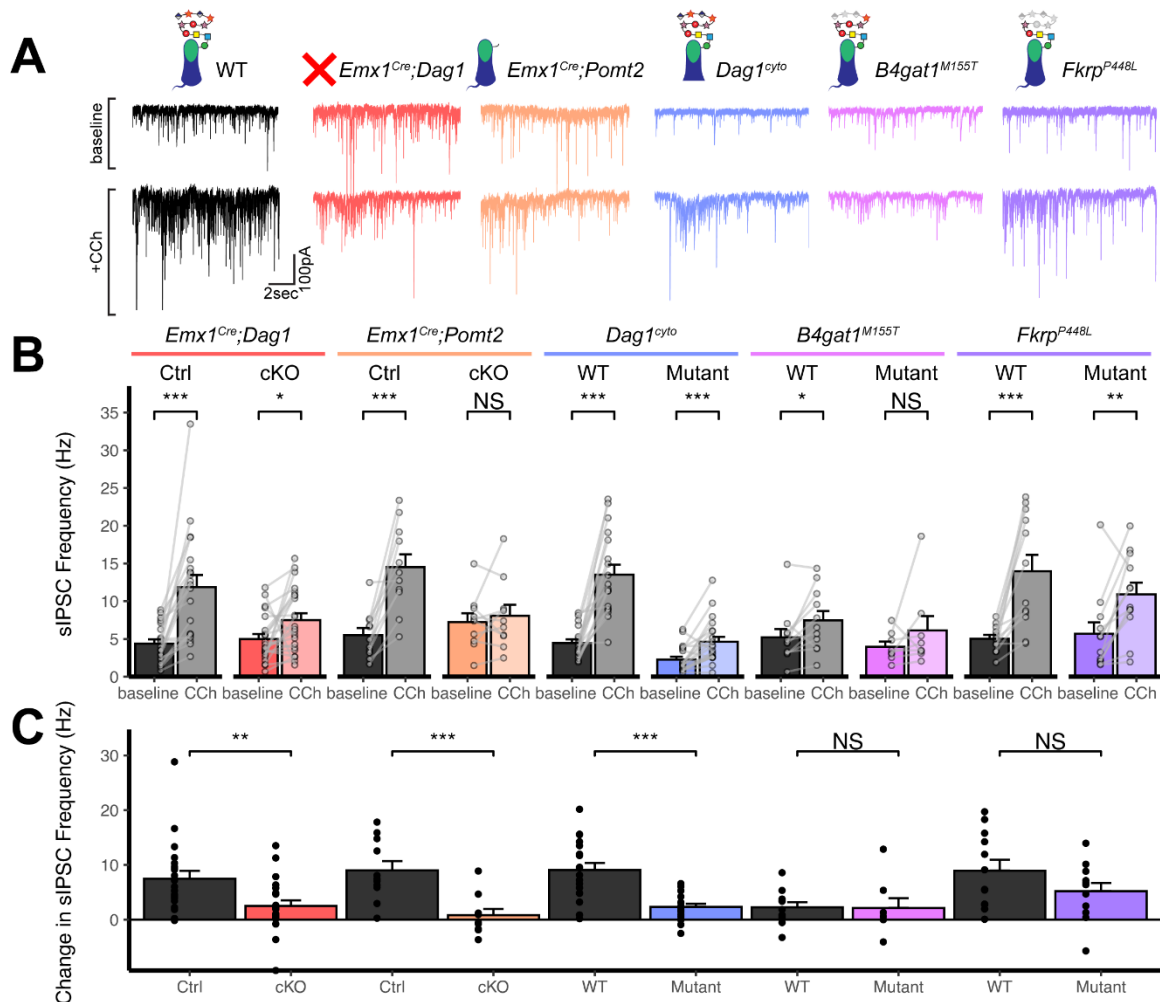 A
WT
Emx1Cre;Dag1
Emx1Cre;Pomt2
Dag1cyto
B4gat1M155T
FkrpP448L
baseline
+CCh
100pA
2sec
B
Emx1Cre;Dag1
Emx1Cre;Pomt2
Dag1cyto
B4gat1M155T
FkrpP448L
Ctrl
cKO
Ctrl
cKO
WT
Mutant
WT
Mutant
WT
Mutant
***
*
***
NS
***
***
*
NS
***
**
sIPSC Frequency (Hz)
35
30
25
20
15
10
5
0
baseline CCh
baseline CCh
baseline CCh
baseline CCh
baseline CCh
baseline CCh
baseline CCh
baseline CCh
baseline CCh
baseline CCh
C
Change in sIPSC Frequency (Hz)
30
20
10
0
**
***
***
NS
NS
Ctrl
cKO
Ctrl
cKO
WT
Mutant
WT
Mutant
WT
Mutant